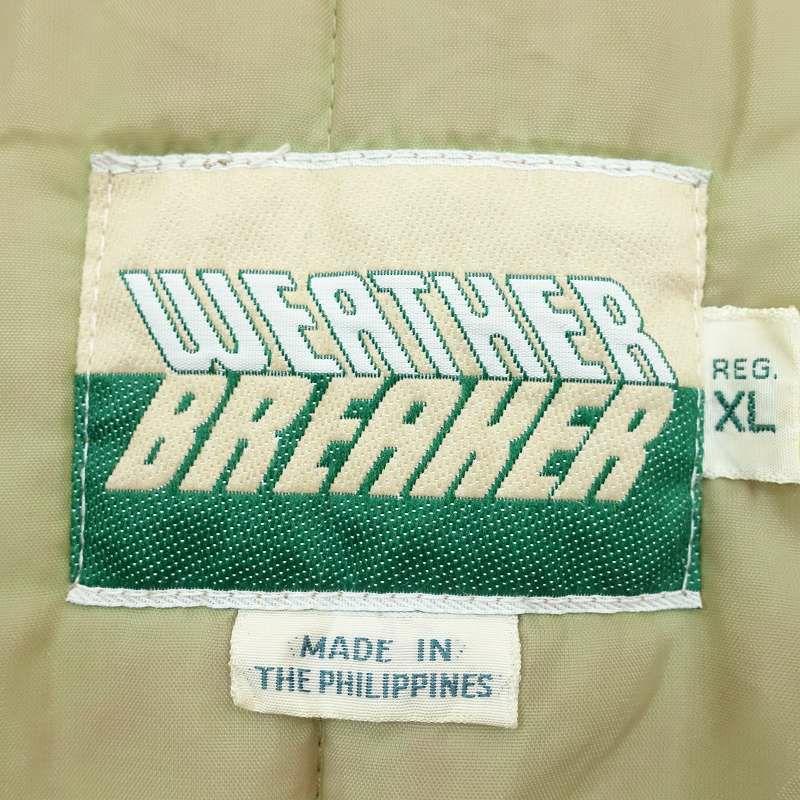 WEATHER
BREAKER
REG.
XL
MADE IN
THE PHILIPPINES